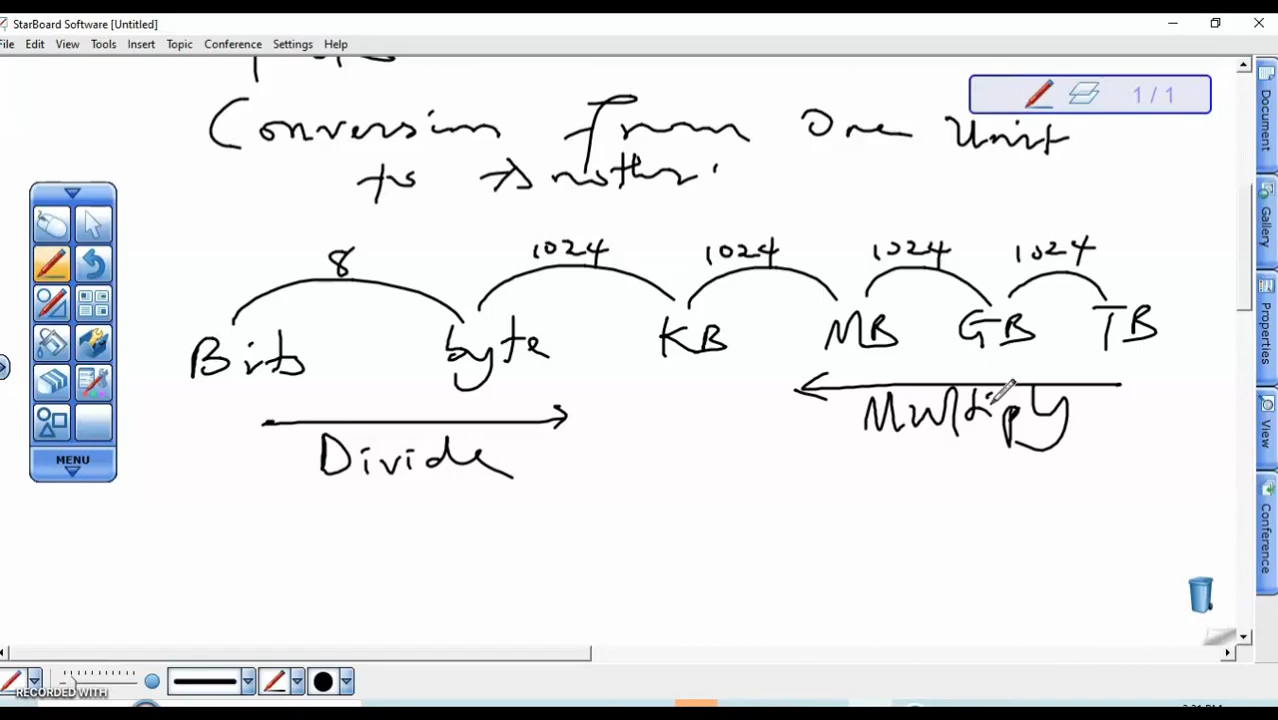 StarBoard Software [Untitled]
File Edit View Tools Insert Topic Conference Settings Help
1 / 1
Conversion from One Unit
to Another.
8 1024 1024 1024 1024
Bits byte KB MB GB TB
Divide
Multiply
MENU
Document
Gallery
Properties
View
Conference
RECORDED WITH